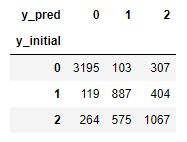 y_pred 0 1 2
y_initial
0 3195 103 307
1 119 887 404
2 264 575 1067